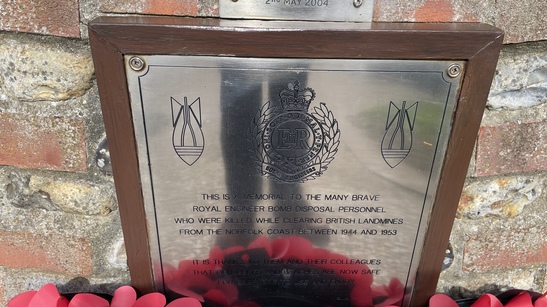 2ND MAY 2004
THIS IS A MEMORIAL TO THE MANY BRAVE
ROYAL ENGINEER BOMB DISPOSAL PERSONNEL
WHO WERE KILLED WHILE CLEARING BRITISH LANDMINES
FROM THE NORFOLK COAST BETWEEN 1944 AND 1953
IT IS THANKS TO THEM AND THEIR COLLEAGUES
THAT ARE NOW SAFE